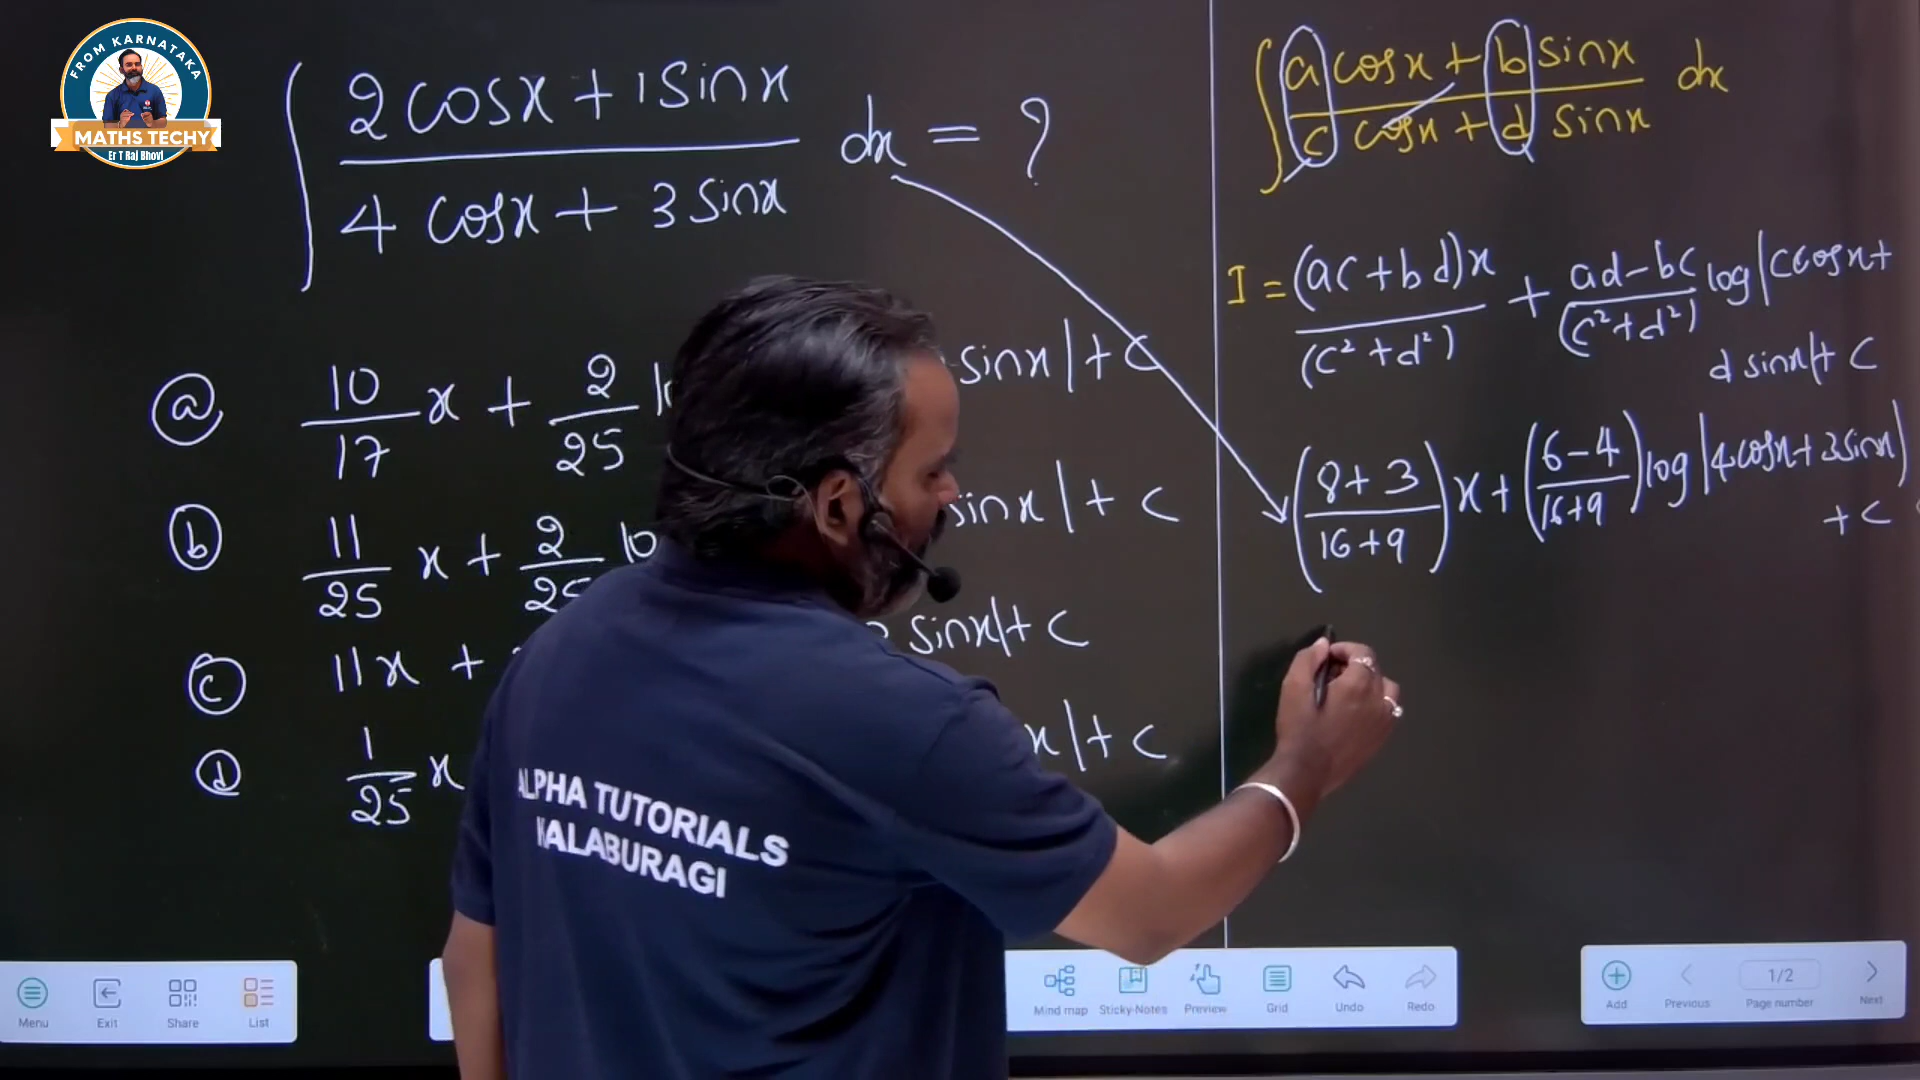 FROM KARNATAKA
MATHS TECHY
Er T Raj Bhovi
∫ (2 cosx + 1 sinx)/(4 cosx + 3 sinx) dx = ?
ⓐ 10/17 x + 2/25 sinx| + C
ⓑ 11/25 x + 2/25 sinx| + C
ⓒ 11x + sinx| + C
ⓓ 1/25 x x| + C
∫ (a cosx + b sinx)/(c cosx + d sinx) dx
I = (ac + bd)x/(c² + d²) + ad - bc/(c² + d²) log|c cosx +
d sinx| + C
((8 + 3)/(16 + 9)) x + ((6 - 4)/(16 + 9)) log|4 cosx + 3 sinx|
+ C
ALPHA TUTORIALS
KALABURAGI
Menu Exit Share List
Mind map Sticky-Notes Preview Grid Undo Redo
Add Previous 1/2 Page number Next